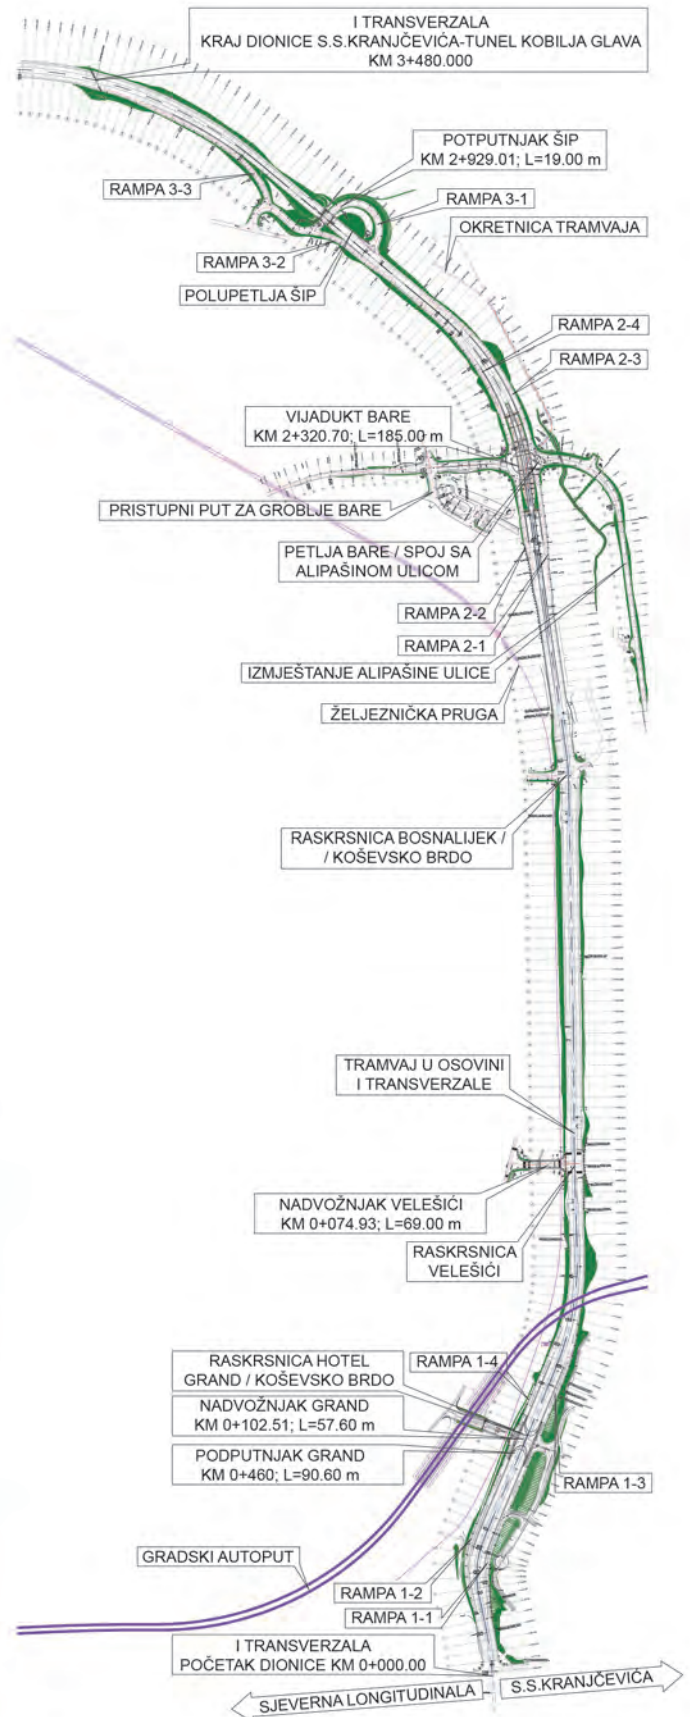 I TRANSVERZALA
KRAJ DIONICE S.S.KRANJČEVIĆA-TUNEL KOBILJA GLAVA
KM 3+480.000
POTPUTNJAK ŠIP
KM 2+929.01; L=19.00 m
RAMPA 3-3
RAMPA 3-1
OKRETNICA TRAMVAJA
RAMPA 3-2
POLUPETLJA ŠIP
RAMPA 2-4
RAMPA 2-3
VIJADUKT BARE
KM 2+320.70; L=185.00 m
PRISTUPNI PUT ZA GROBLJE BARE
PETLJA BARE / SPOJ SA
ALIPAŠINOM ULICOM
RAMPA 2-2
RAMPA 2-1
IZMJEŠTANJE ALIPAŠINE ULICE
ŽELJEZNIČKA PRUGA
RASKRSNICA BOSNALIJEK /
/ KOŠEVSKO BRDO
TRAMVAJ U OSOVINI
I TRANSVERZALE
NADVOŽNJAK VELEŠIĆI
KM 0+074.93; L=69.00 m
RASKRSNICA
VELEŠIĆI
RASKRSNICA HOTEL
GRAND / KOŠEVSKO BRDO
RAMPA 1-4
NADVOŽNJAK GRAND
KM 0+102.51; L=57.60 m
PODPUTNJAK GRAND
KM 0+460; L=90.60 m
RAMPA 1-3
GRADSKI AUTOPUT
RAMPA 1-2
RAMPA 1-1
I TRANSVERZALA
POČETAK DIONICE KM 0+000.00
SJEVERNA LONGITUDINALA
S.S.KRANJČEVIĆA